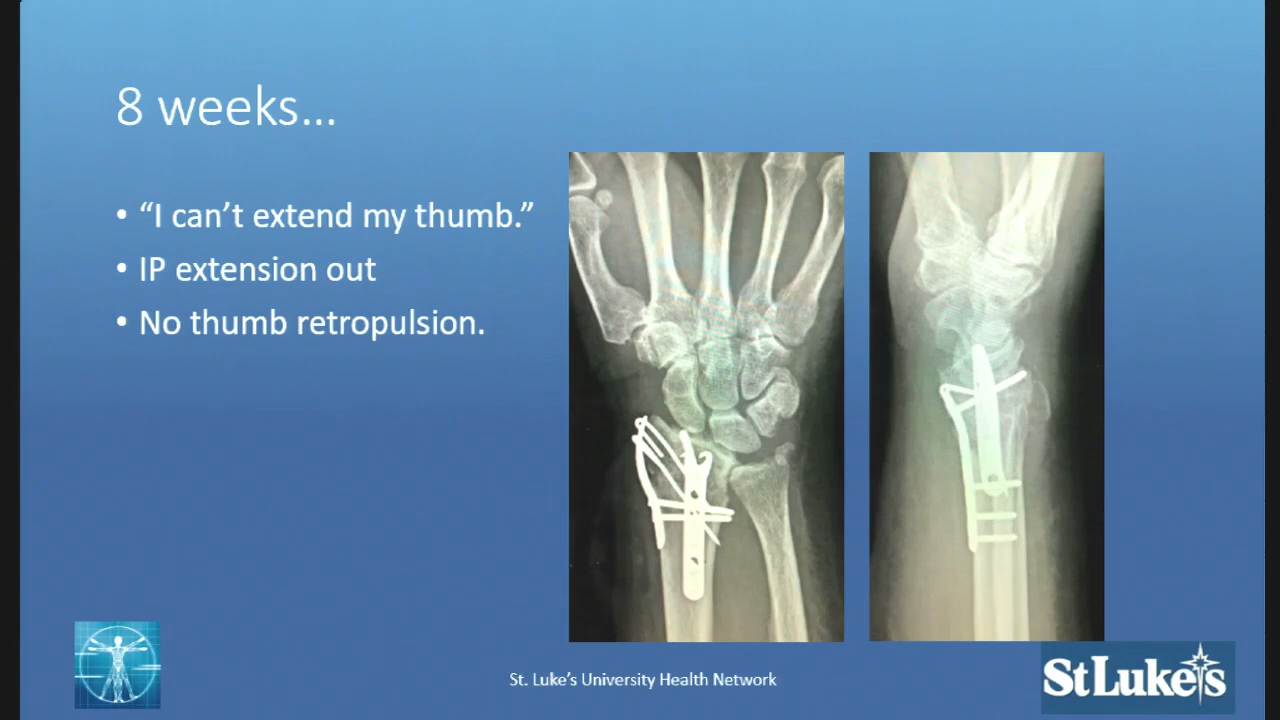 8 weeks...
• “I can’t extend my thumb.”
• IP extension out
• No thumb retropulsion.
St. Luke’s University Health Network
StLuke's